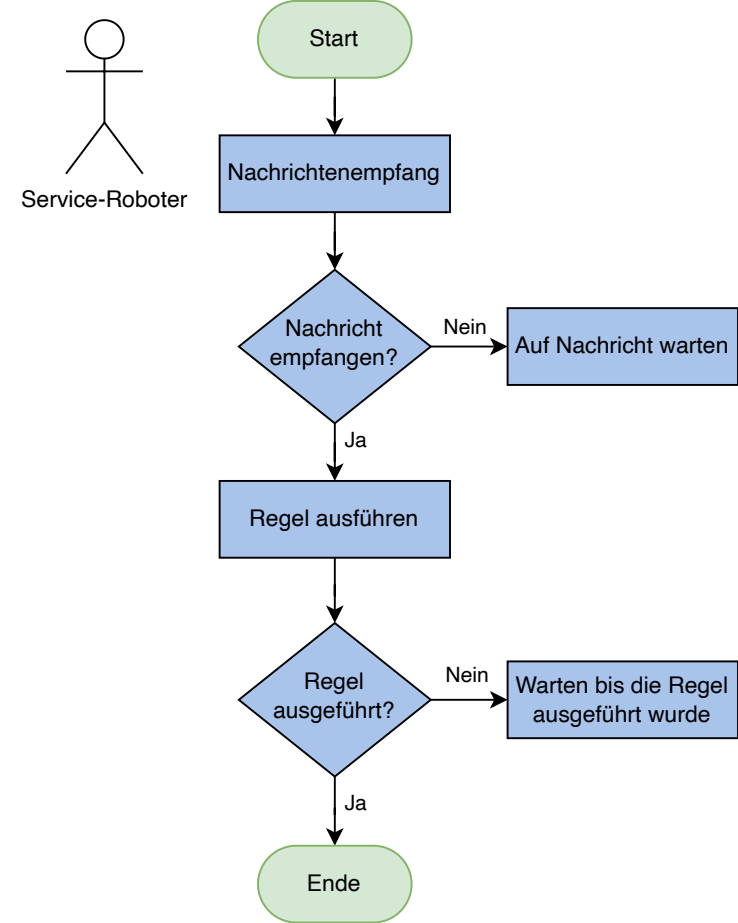 Start
Service-Roboter
Nachrichtenempfang
Nachricht
empfangen?
Nein
Auf Nachricht warten
Ja
Regel ausführen
Regel
ausgeführt?
Nein
Warten bis die Regel
ausgeführt wurde
Ja
Ende